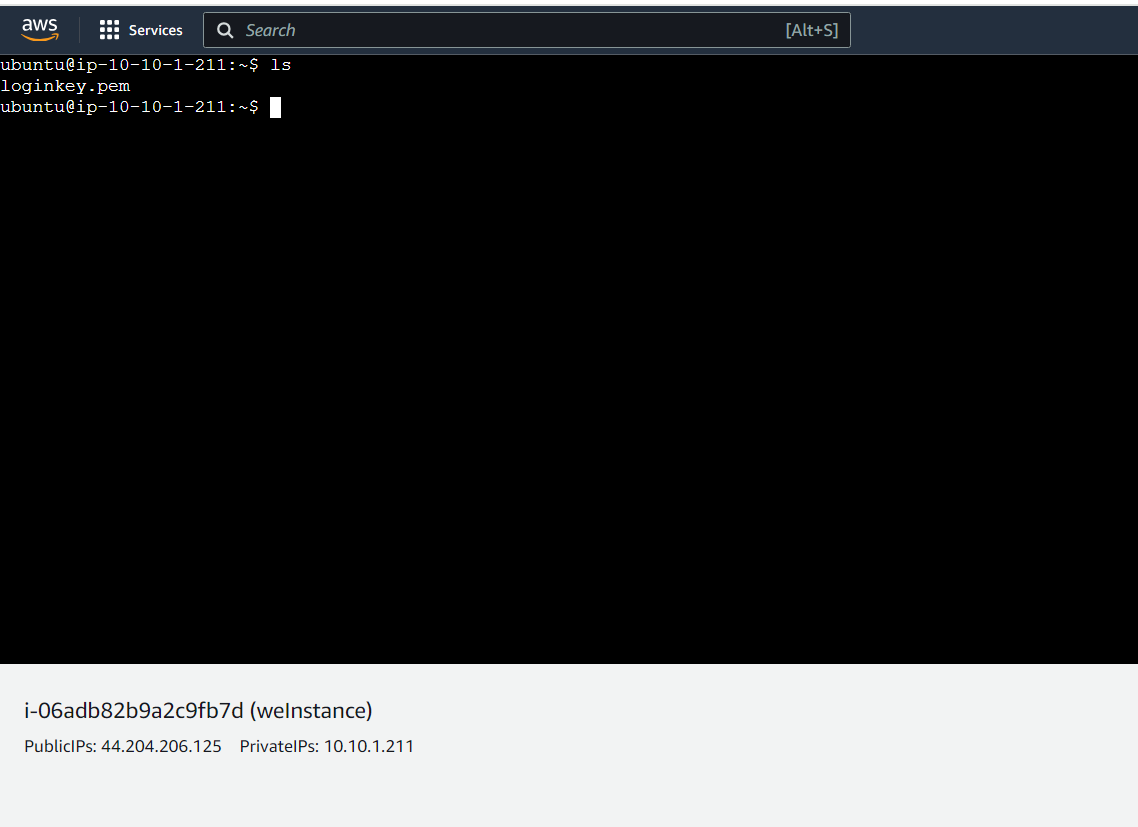 aws Services Search [Alt+S]
ubuntu@ip-10-10-1-211:~$ ls
loginkey.pem
ubuntu@ip-10-10-1-211:~$
i-06adb82b9a2c9fb7d (weInstance)
PublicIPs: 44.204.206.125 PrivateIPs: 10.10.1.211